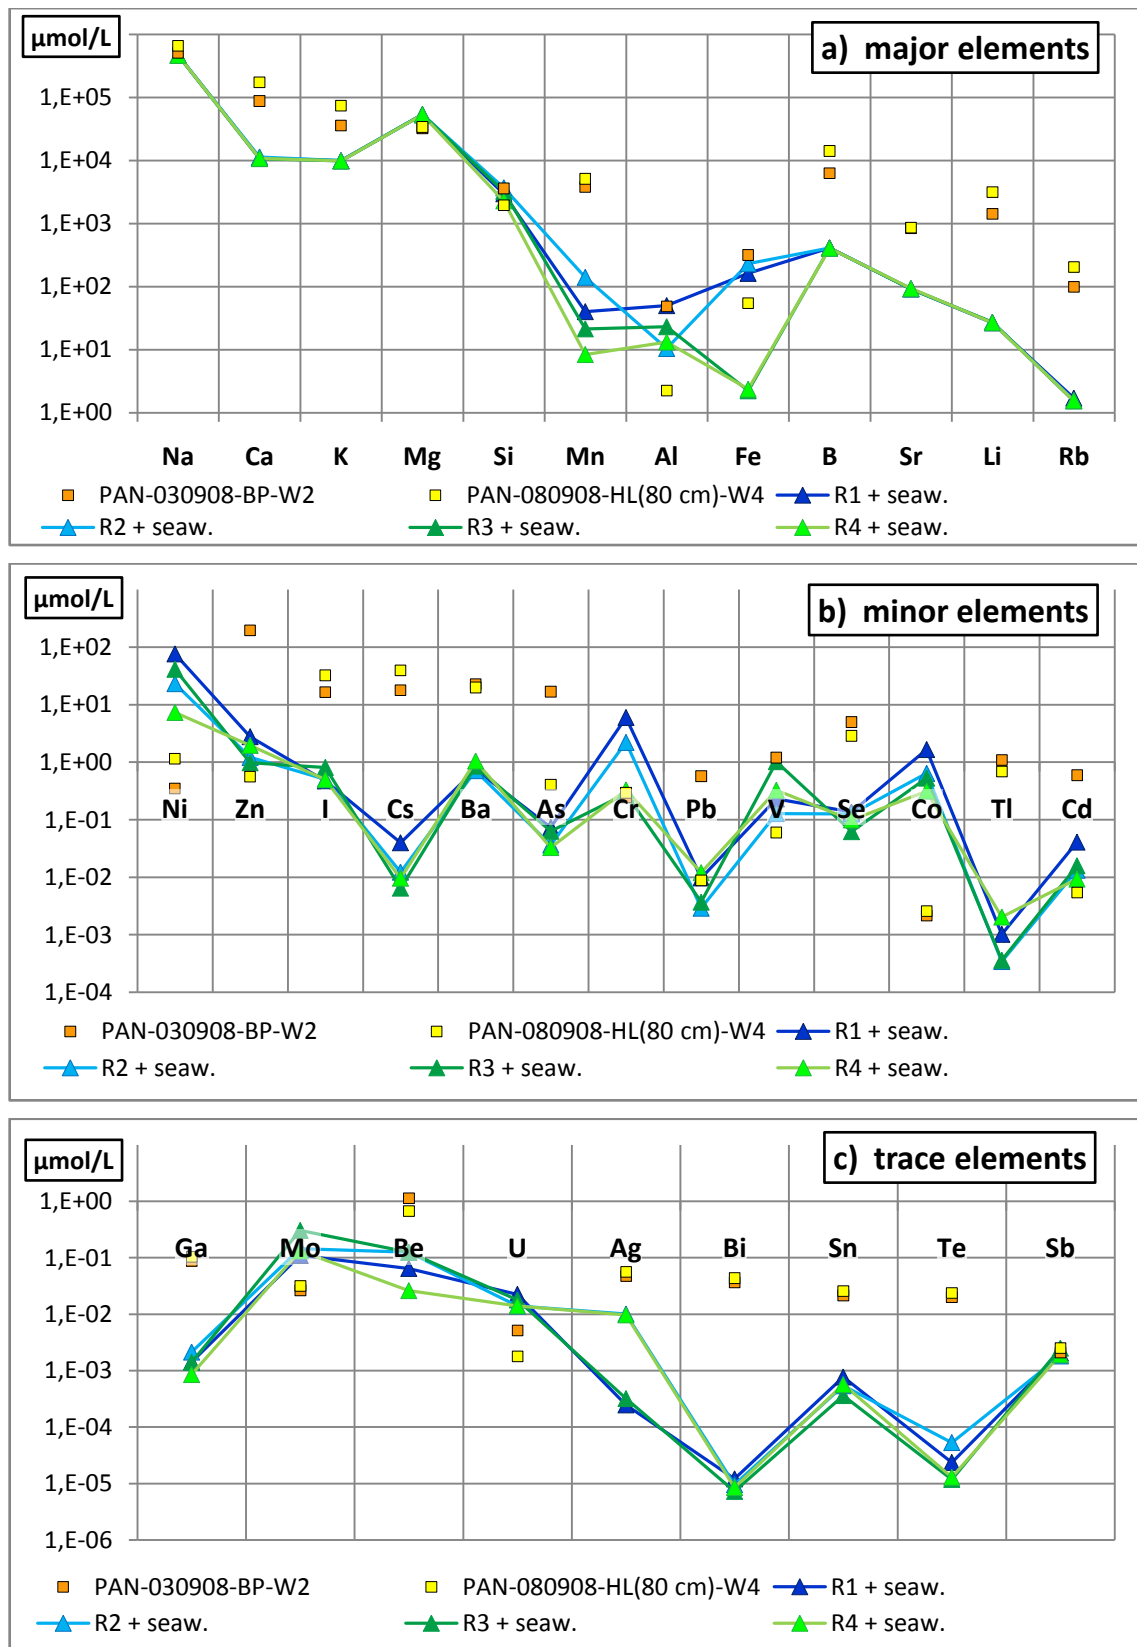 µmol/L
a) major elements
1,E+05
1,E+04
1,E+03
1,E+02
1,E+01
1,E+00
Na Ca K Mg Si Mn Al Fe B Sr Li Rb
PAN-030908-BP-W2 PAN-080908-HL(80 cm)-W4 R1 + seaw.
R2 + seaw. R3 + seaw. R4 + seaw.
µmol/L
b) minor elements
1,E+02
1,E+01
1,E+00
1,E-01
1,E-02
1,E-03
1,E-04
Ni Zn I Cs Ba As Cr Pb V Se Co Tl Cd
PAN-030908-BP-W2 PAN-080908-HL(80 cm)-W4 R1 + seaw.
R2 + seaw. R3 + seaw. R4 + seaw.
µmol/L
c) trace elements
1,E+00
1,E-01
1,E-02
1,E-03
1,E-04
1,E-05
1,E-06
Ga Mo Be U Ag Bi Sn Te Sb
PAN-030908-BP-W2 PAN-080908-HL(80 cm)-W4 R1 + seaw.
R2 + seaw. R3 + seaw. R4 + seaw.